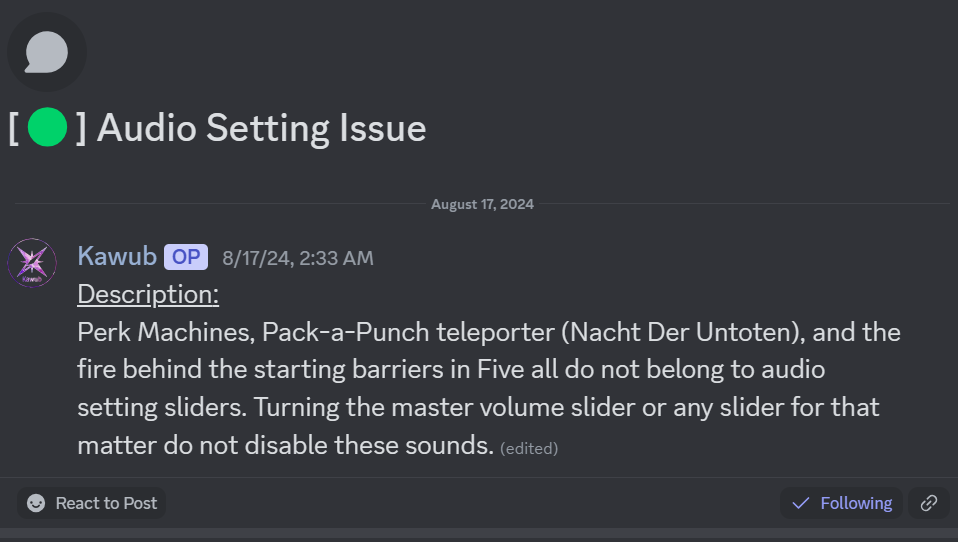 [ 🟢 ] Audio Setting Issue
August 17, 2024
Kawub OP 8/17/24, 2:33 AM
Kawub
Description:
Perk Machines, Pack-a-Punch teleporter (Nacht Der Untoten), and the
fire behind the starting barriers in Five all do not belong to audio
setting sliders. Turning the master volume slider or any slider for that
matter do not disable these sounds. (edited)
React to Post
Following